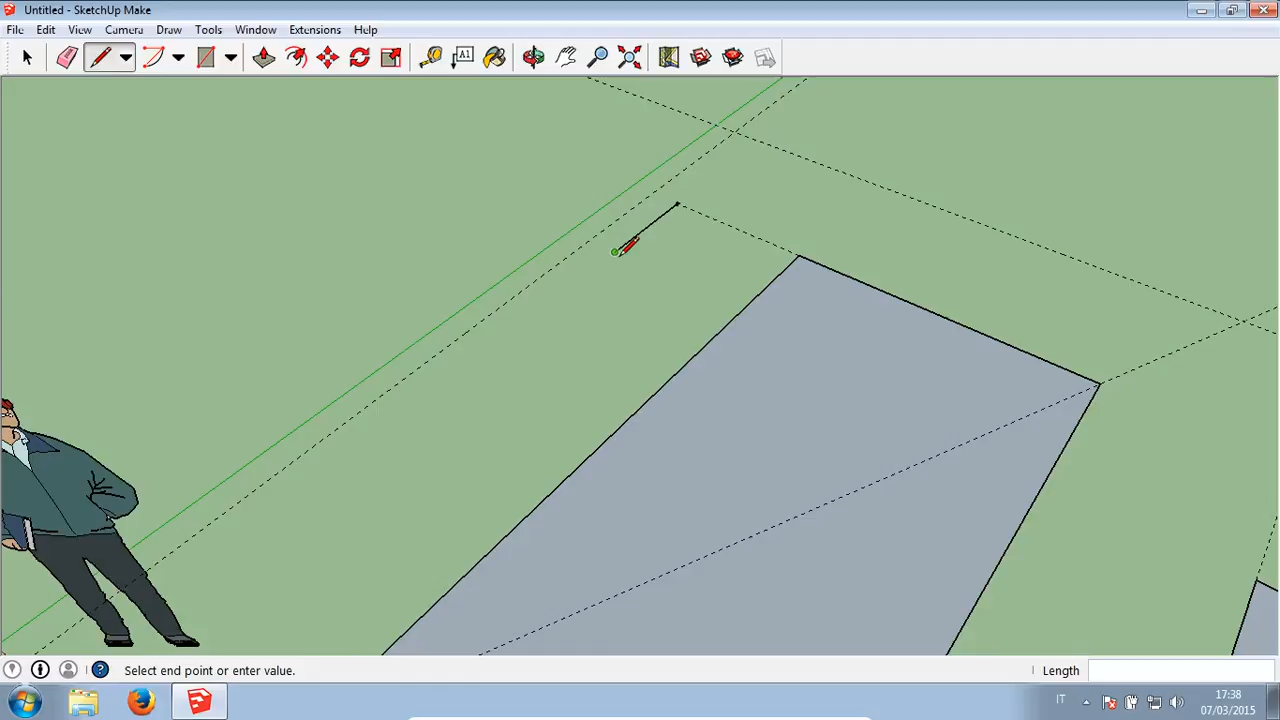 Untitled - SketchUp Make
File Edit View Camera Draw Tools Window Extensions Help
A1
Select end point or enter value.
Length
IT
17:38
07/03/2015